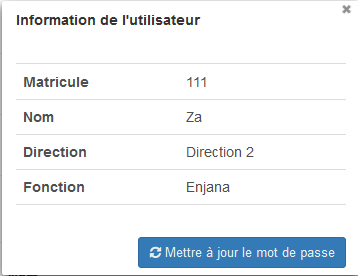 Information de l'utilisateur
Matricule 111
Nom Za
Direction Direction 2
Fonction Enjana
Mettre à jour le mot de passe